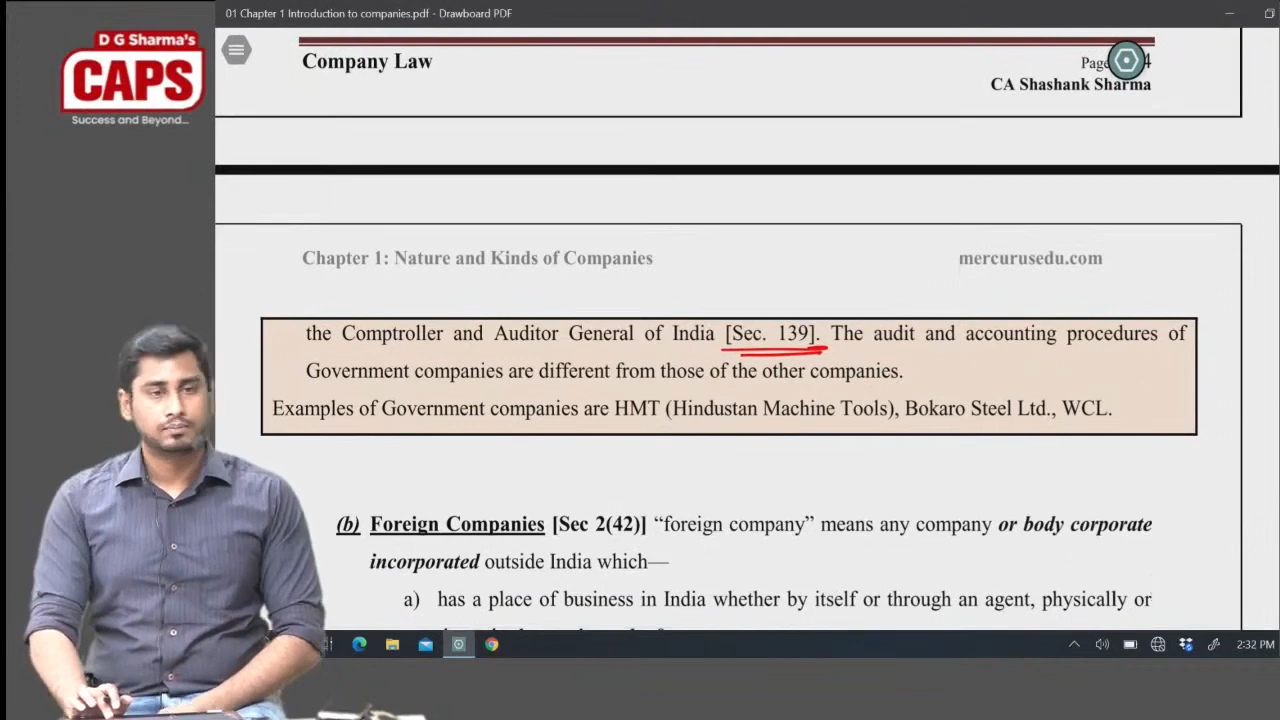 01 Chapter 1 Introduction to companies.pdf - Drawboard PDF
D G Sharma's
CAPS
Success and Beyond...
Company Law
Page 4
CA Shashank Sharma
Chapter 1: Nature and Kinds of Companies
mercurusedu.com
the Comptroller and Auditor General of India [Sec. 139]. The audit and accounting procedures of
Government companies are different from those of the other companies.
Examples of Government companies are HMT (Hindustan Machine Tools), Bokaro Steel Ltd., WCL.
(b) Foreign Companies [Sec 2(42)] “foreign company” means any company or body corporate
incorporated outside India which—
a) has a place of business in India whether by itself or through an agent, physically or
2:32 PM